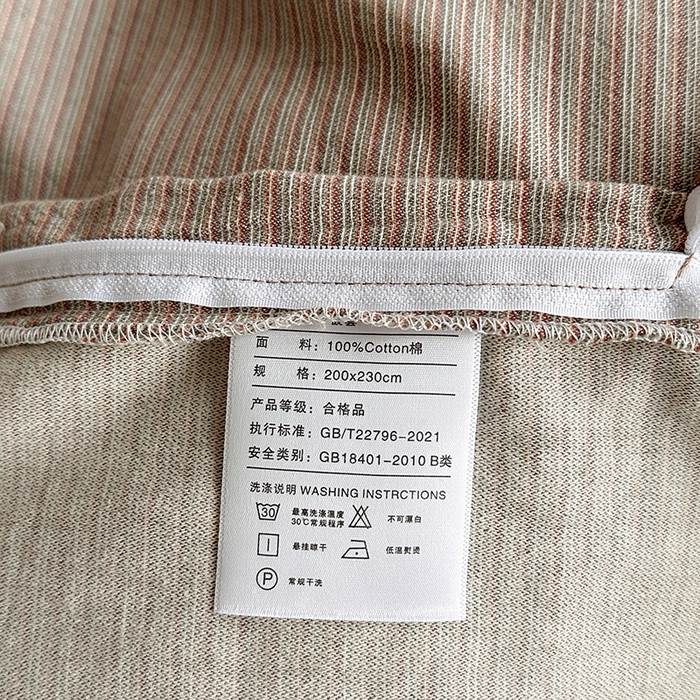 面 料：100%Cotton棉
规 格：200x230cm
产品等级：合格品
执行标准：GB/T22796-2021
安全类别：GB18401-2010 B类
洗涤说明 WASHING INSTRCTIONS
30 最高洗涤温度 不可漂白
30℃常规程序
悬挂晾干 低温熨烫
P 常规干洗